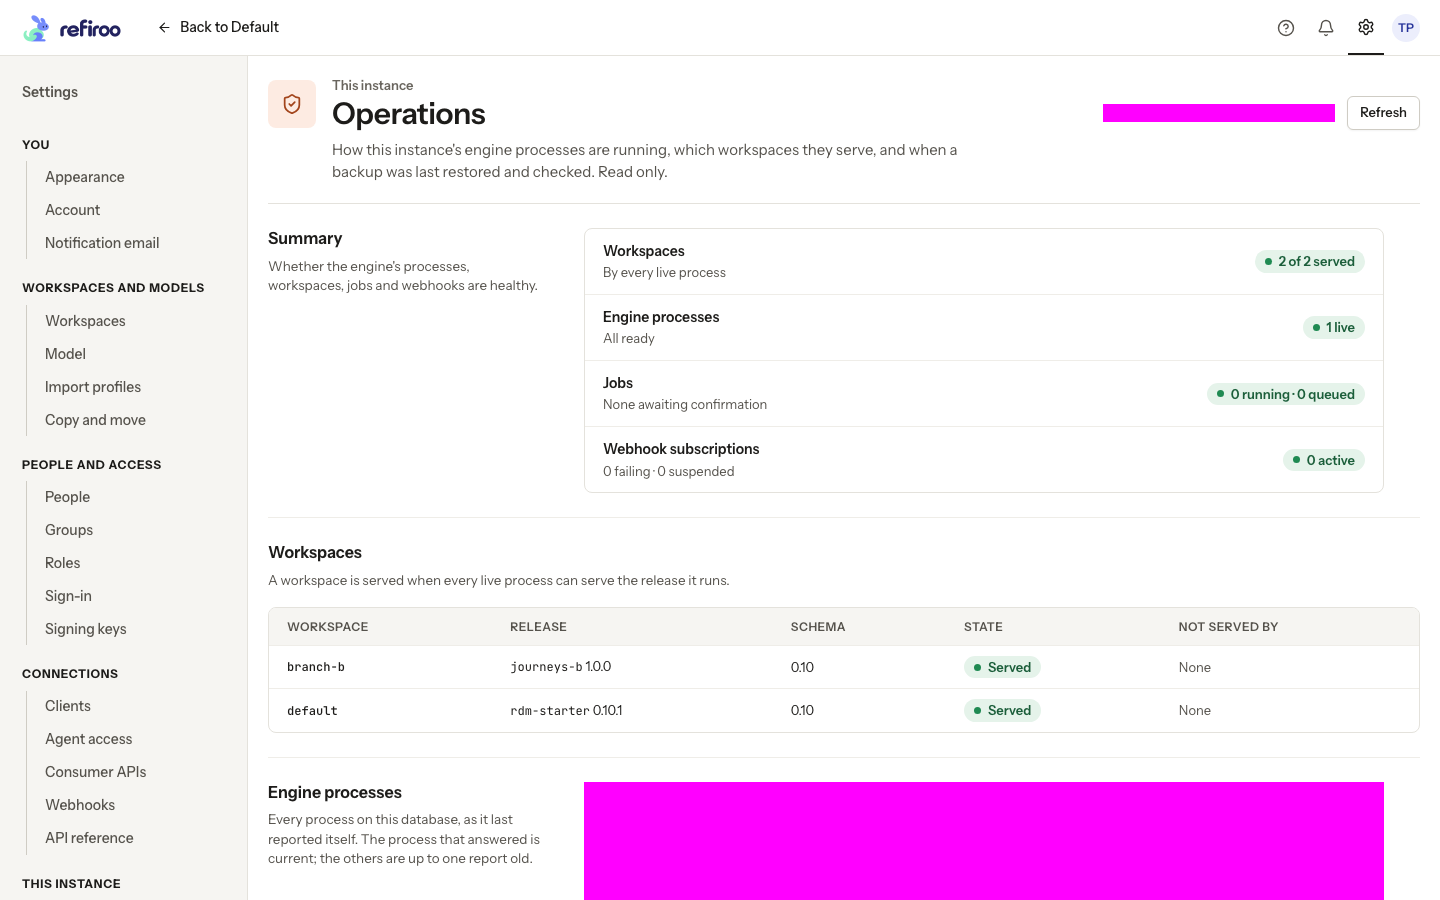 refiroo
Back to Default
TP
Settings
YOU
Appearance
Account
Notification email
WORKSPACES AND MODELS
Workspaces
Model
Import profiles
Copy and move
PEOPLE AND ACCESS
People
Groups
Roles
Sign-in
Signing keys
CONNECTIONS
Clients
Agent access
Consumer APIs
Webhooks
API reference
THIS INSTANCE
This instance
Operations
Refresh
How this instance's engine processes are running, which workspaces they serve, and when a
backup was last restored and checked. Read only.
Summary
Whether the engine's processes,
workspaces, jobs and webhooks are healthy.
Workspaces
By every live process
2 of 2 served
Engine processes
All ready
1 live
Jobs
None awaiting confirmation
0 running · 0 queued
Webhook subscriptions
0 failing · 0 suspended
0 active
Workspaces
A workspace is served when every live process can serve the release it runs.
WORKSPACE RELEASE SCHEMA STATE NOT SERVED BY
branch-b journeys-b 1.0.0 0.10 Served None
default rdm-starter 0.10.1 0.10 Served None
Engine processes
Every process on this database, as it last
reported itself. The process that answered is
current; the others are up to one report old.